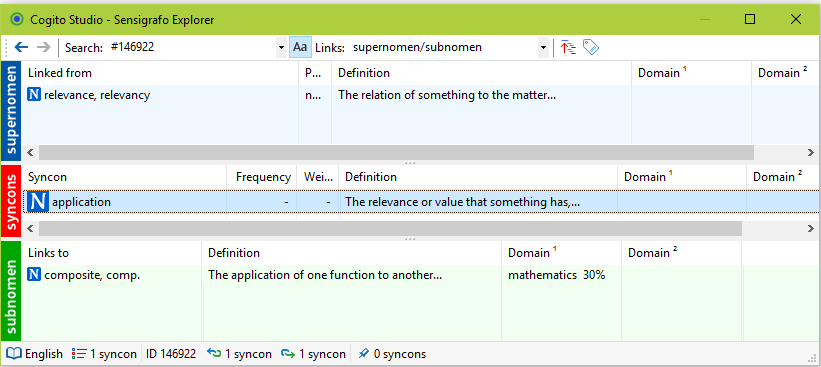 Cogito Studio - Sensigrafo Explorer
Search: #146922 Aa Links: supernomen/subnomen
supernomen
Linked from P... Definition Domain 1 Domain 2
N relevance, relevancy n... The relation of something to the matter...
syncons
Syncon Frequency Wei... Definition Domain 1 Domain 2
N application - - The relevance or value that something has,...
subnomen
Links to Definition Domain 1 Domain 2
N composite, comp. The application of one function to another... mathematics 30%
English 1 syncon ID 146922 1 syncon 1 syncon 0 syncons